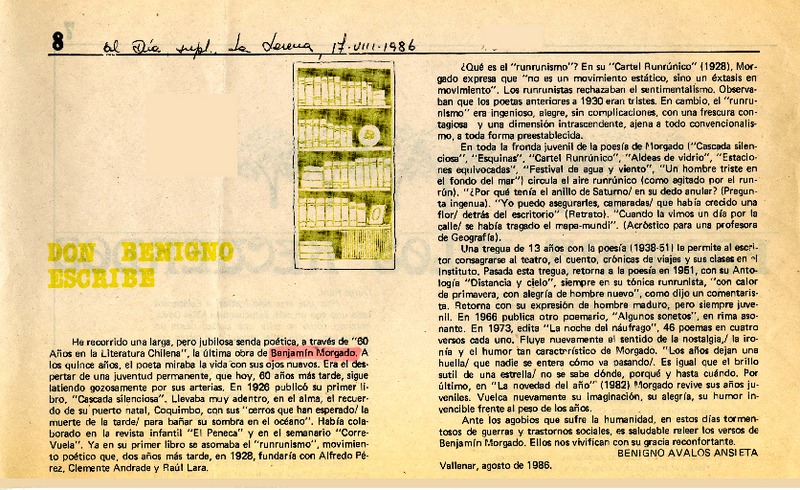 8
al Día supl. La Serena, 17-VIII-1986
DON BENIGNO
ESCRIBE
He recorrido una larga, pero jubilosa senda poética, a través de "60
Años en la Literatura Chilena", la última obra de Benjamín Morgado. A
los quince años, el poeta miraba la vida con sus ojos nuevos. Era el des-
pertar de una juventud permanente, que hoy, 60 años más tarde, sigue
latiendo gozosamente por sus arterias. En 1926 publicó su primer li-
bro, "Cascada silenciosa". Llevaba muy adentro, en el alma, el recuer-
do de su puerto natal, Coquimbo, con sus "cerros que han esperado/ la
muerte de la tarde/ para bañar su sombra en el océano". Había cola-
borado en la revista infantil "El Peneca" y en el semanario "Corre-
Vuela". Ya en su primer libro se asomaba el "runrunismo", movimien-
to poético que, dos años más tarde, en 1928, fundaría con Alfredo Pé-
rez, Clemente Andrade y Raúl Lara.
¿Qué es el "runrunismo"? En su "Cartel Runrúnico" (1928), Mor-
gado expresa que "no es un movimiento estático, sino un éxtasis en
movimiento". Los runrunistas rechazaban el sentimentalismo. Observa-
ban que los poetas anteriores a 1930 eran tristes. En cambio, el "runru-
nismo" era ingenioso, alegre, sin complicaciones, con una frescura con-
tagiosa y una dimensión intrascendente, ajena a todo convencionalis-
mo, a toda forma preestablecida.
En toda la fronda juvenil de la poesía de Morgado ("Cascada silen-
ciosa", "Esquinas", "Cartel Runrúnico", "Aldeas de vidrio", "Estacio-
nes equivocadas", "Festival de agua y viento", "Un hombre triste en
el fondo del mar") circula el aire runrúnico (como agitado por el run-
rún). "¿Por qué tenía el anillo de Saturno/ en su dedo anular? (Pregun-
ta ingenua). "Yo puedo asegurarles, camaradas/ que había crecido una
flor/ detrás del escritorio" (Retrato). "Cuando la vimos un día por la
calle/ se había tragado el mapa-mundi". (Acróstico para una profesora
de Geografía).
Una tregua de 13 años con la poesía (1938-51) le permite al escri-
tor consagrarse al teatro, el cuento, crónicas de viajes y sus clases en el
Instituto. Pasada esta tregua, retorna a la poesía en 1951, con su Anto-
logía "Distancia y cielo", siempre en su tónica runrunista, "con calor
de primavera, con alegría de hombre nuevo", como dijo un comentaris-
ta. Retorna con su expresión de hombre maduro, pero siempre juve-
nil. En 1966 publica otro poemario, "Algunos sonetos", en rima aso-
nante. En 1973, edita "La noche del náufrago", 46 poemas en cuatro
versos cada uno. Fluye nuevamente el sentido de la nostalgia,/ la iro-
nía y el humor tan característico de Morgado. "Los años dejan una
huella/ que nadie se entera cómo va pasando/. Es igual que el brillo
sutil de una estrella/ no se sabe dónde, porqué y hasta cuándo. Por
último, en "La novedad del año" (1982) Morgado revive sus años ju-
veniles. Vuelca nuevamente su imaginación, su alegría, su humor in-
vencible frente al peso de los años.
Ante los agobios que sufre la humanidad, en estos días tormen-
tosos de guerras y trastornos sociales, es saludable releer los versos de
Benjamín Morgado. Ellos nos vivifican con su gracia reconfortante.
BENIGNO AVALOS ANSIETA
Vallenar, agosto de 1986.